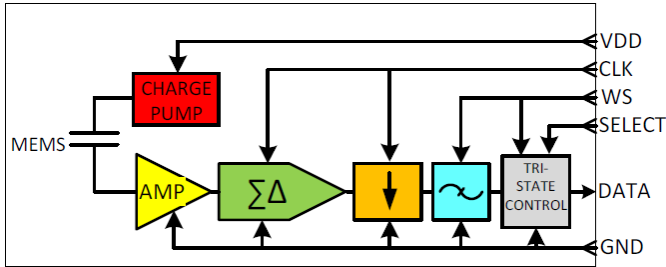 VDD
CLK
WS
SELECT
CHARGE
PUMP
MEMS
AMP
∑Δ
TRI-
STATE
CONTROL
DATA
GND